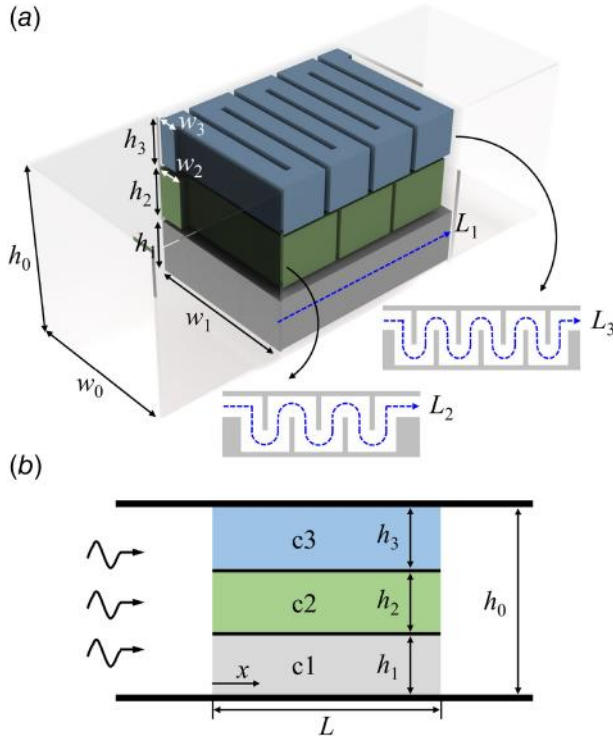 (a)
w₃
h₃
w₂
h₂
h₁
h₀
L₁
w₁
w₀
L₃
L₂
(b)
c3
h₃
c2
h₂
h₀
c1
h₁
x
L